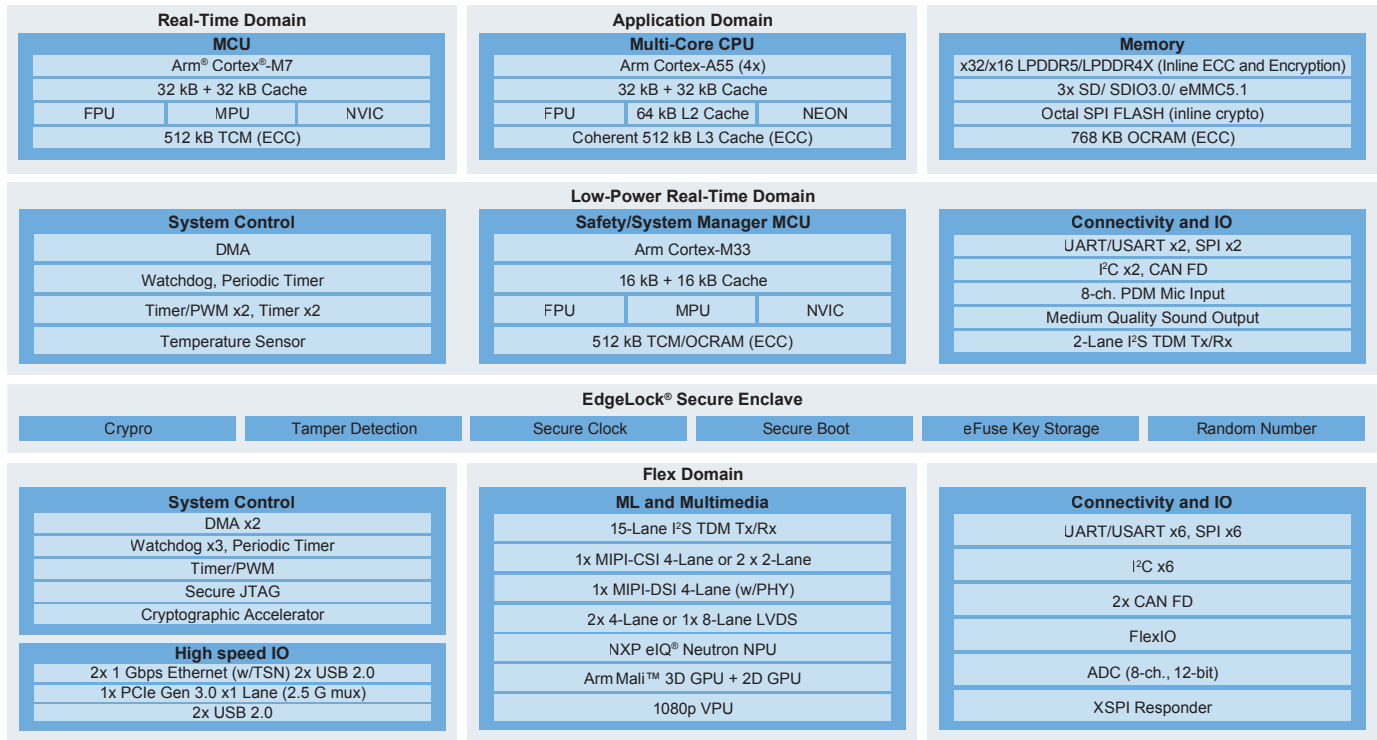 Real-Time Domain
MCU
Arm® Cortex®-M7
32 kB + 32 kB Cache
FPU MPU NVIC
512 kB TCM (ECC)
Application Domain
Multi-Core CPU
Arm Cortex-A55 (4x)
32 kB + 32 kB Cache
FPU 64 kB L2 Cache NEON
Coherent 512 kB L3 Cache (ECC)
Memory
x32/x16 LPDDR5/LPDDR4X (Inline ECC and Encryption)
3x SD/ SDIO3.0/ eMMC5.1
Octal SPI FLASH (inline crypto)
768 KB OCRAM (ECC)
Low-Power Real-Time Domain
System Control
DMA
Watchdog, Periodic Timer
Timer/PWM x2, Timer x2
Temperature Sensor
Safety/System Manager MCU
Arm Cortex-M33
16 kB + 16 kB Cache
FPU MPU NVIC
512 kB TCM/OCRAM (ECC)
Connectivity and IO
UART/USART x2, SPI x2
I²C x2, CAN FD
8-ch. PDM Mic Input
Medium Quality Sound Output
2-Lane I²S TDM Tx/Rx
EdgeLock® Secure Enclave
Crypro Tamper Detection Secure Clock Secure Boot eFuse Key Storage Random Number
System Control
DMA x2
Watchdog x3, Periodic Timer
Timer/PWM
Secure JTAG
Cryptographic Accelerator
High speed IO
2x 1 Gbps Ethernet (w/TSN) 2x USB 2.0
1x PCIe Gen 3.0 x1 Lane (2.5 G mux)
2x USB 2.0
Flex Domain
ML and Multimedia
15-Lane I²S TDM Tx/Rx
1x MIPI-CSI 4-Lane or 2 x 2-Lane
1x MIPI-DSI 4-Lane (w/PHY)
2x 4-Lane or 1x 8-Lane LVDS
NXP eIQ® Neutron NPU
Arm Mali™ 3D GPU + 2D GPU
1080p VPU
Connectivity and IO
UART/USART x6, SPI x6
I²C x6
2x CAN FD
FlexIO
ADC (8-ch., 12-bit)
XSPI Responder